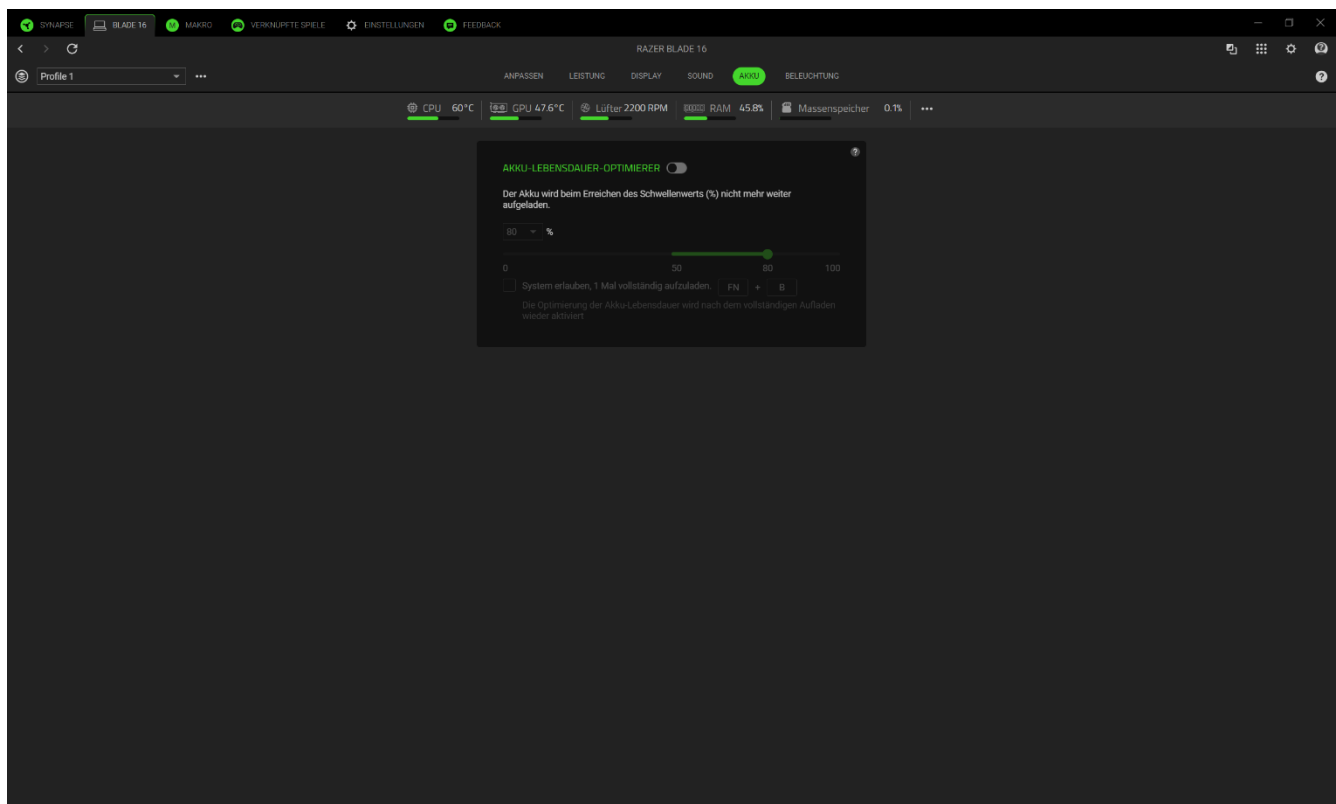 SYNAPSE BLADE 16 M MAKRO VERKNÜPFTE SPIELE EINSTELLUNGEN FEEDBACK
RAZER BLADE 16
Profile 1 ANPASSEN LEISTUNG DISPLAY SOUND AKKU BELEUCHTUNG
CPU 60°C GPU 47.6°C Lüfter 2200 RPM RAM 45.8% Massenspeicher 0.1%
AKKU-LEBENSDAUER-OPTIMIERER
Der Akku wird beim Erreichen des Schwellenwerts (%) nicht mehr weiter
aufgeladen.
80 %
0 50 80 100
System erlauben, 1 Mal vollständig aufzuladen. FN + B
Die Optimierung der Akku-Lebensdauer wird nach dem vollständigen Aufladen
wieder aktiviert